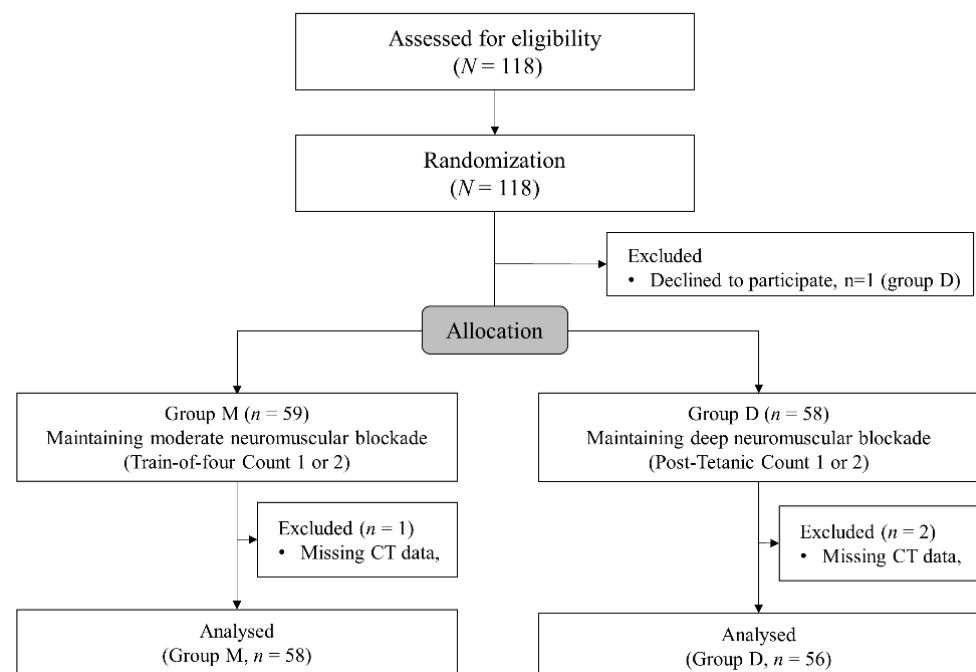 Assessed for eligibility
(N = 118)
Randomization
(N = 118)
Excluded
• Declined to participate, n=1 (group D)
Allocation
Group M (n = 59)
Maintaining moderate neuromuscular blockade
(Train-of-four Count 1 or 2)
Group D (n = 58)
Maintaining deep neuromuscular blockade
(Post-Tetanic Count 1 or 2)
Excluded (n = 1)
• Missing CT data,
Excluded (n = 2)
• Missing CT data,
Analysed
(Group M, n = 58)
Analysed
(Group D, n = 56)